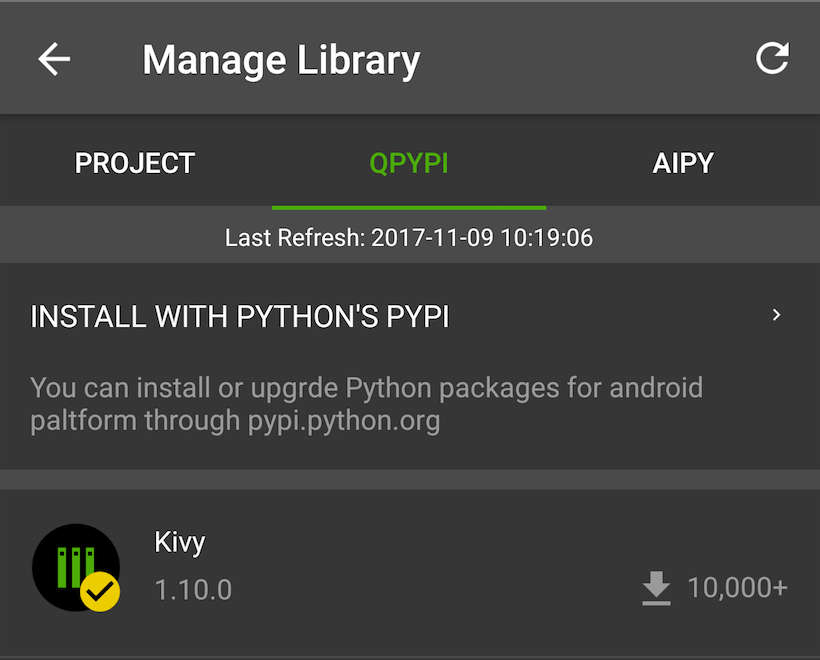 Manage Library
PROJECT
QPYPI
AIPY
Last Refresh: 2017-11-09 10:19:06
INSTALL WITH PYTHON'S PYPI
You can install or upgrde Python packages for android
paltform through pypi.python.org
Kivy
1.10.0
10,000+